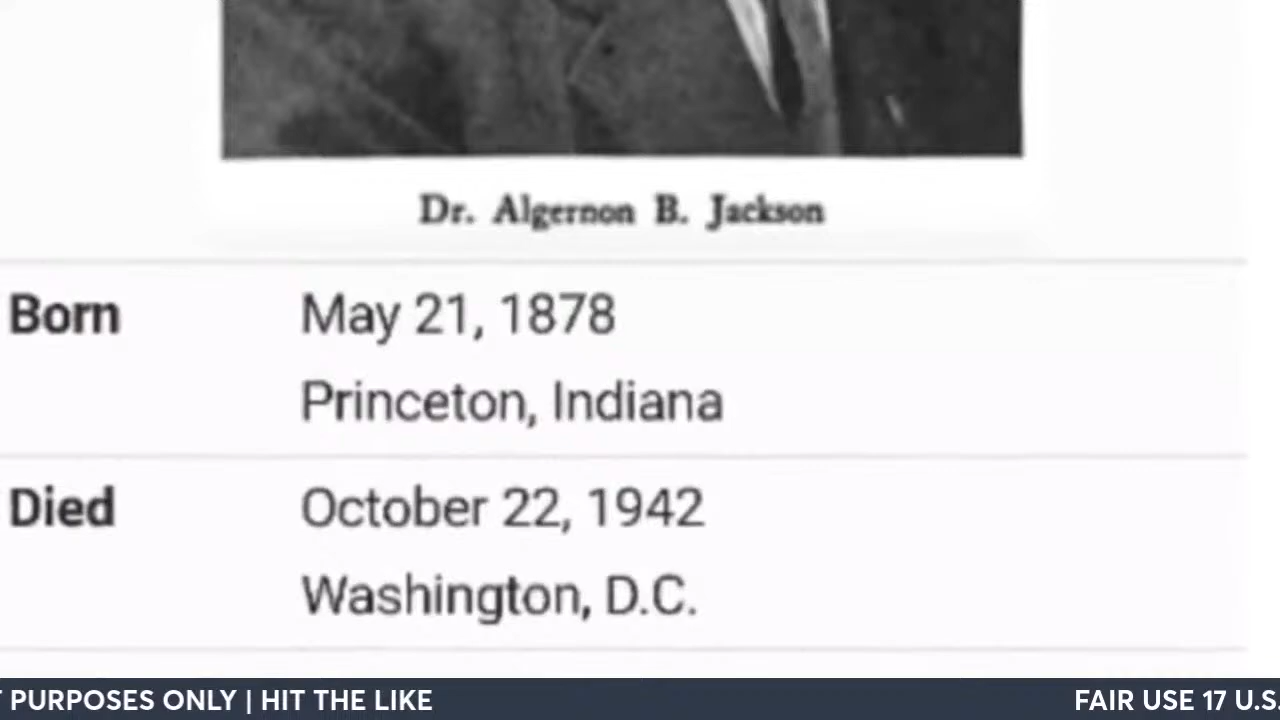 Dr. Algernon B. Jackson
Born May 21, 1878
Princeton, Indiana
Died October 22, 1942
Washington, D.C.
PURPOSES ONLY | HIT THE LIKE FAIR USE 17 U.S.